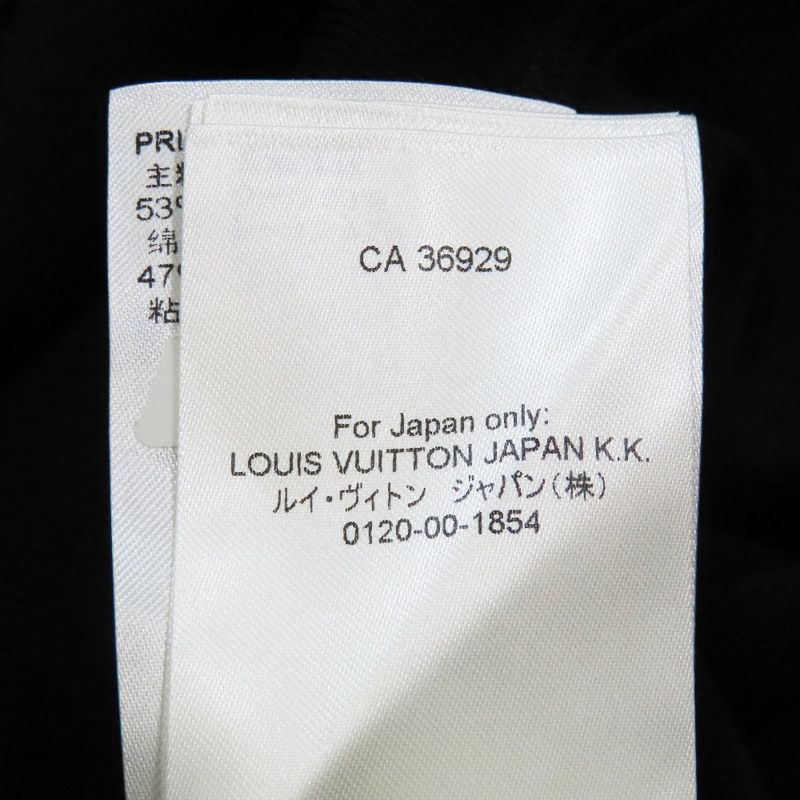 PRI
主料
53%
绵
47%
粘
CA 36929
For Japan only:
LOUIS VUITTON JAPAN K.K.
ルイ・ヴィトン ジャパン(株)
0120-00-1854